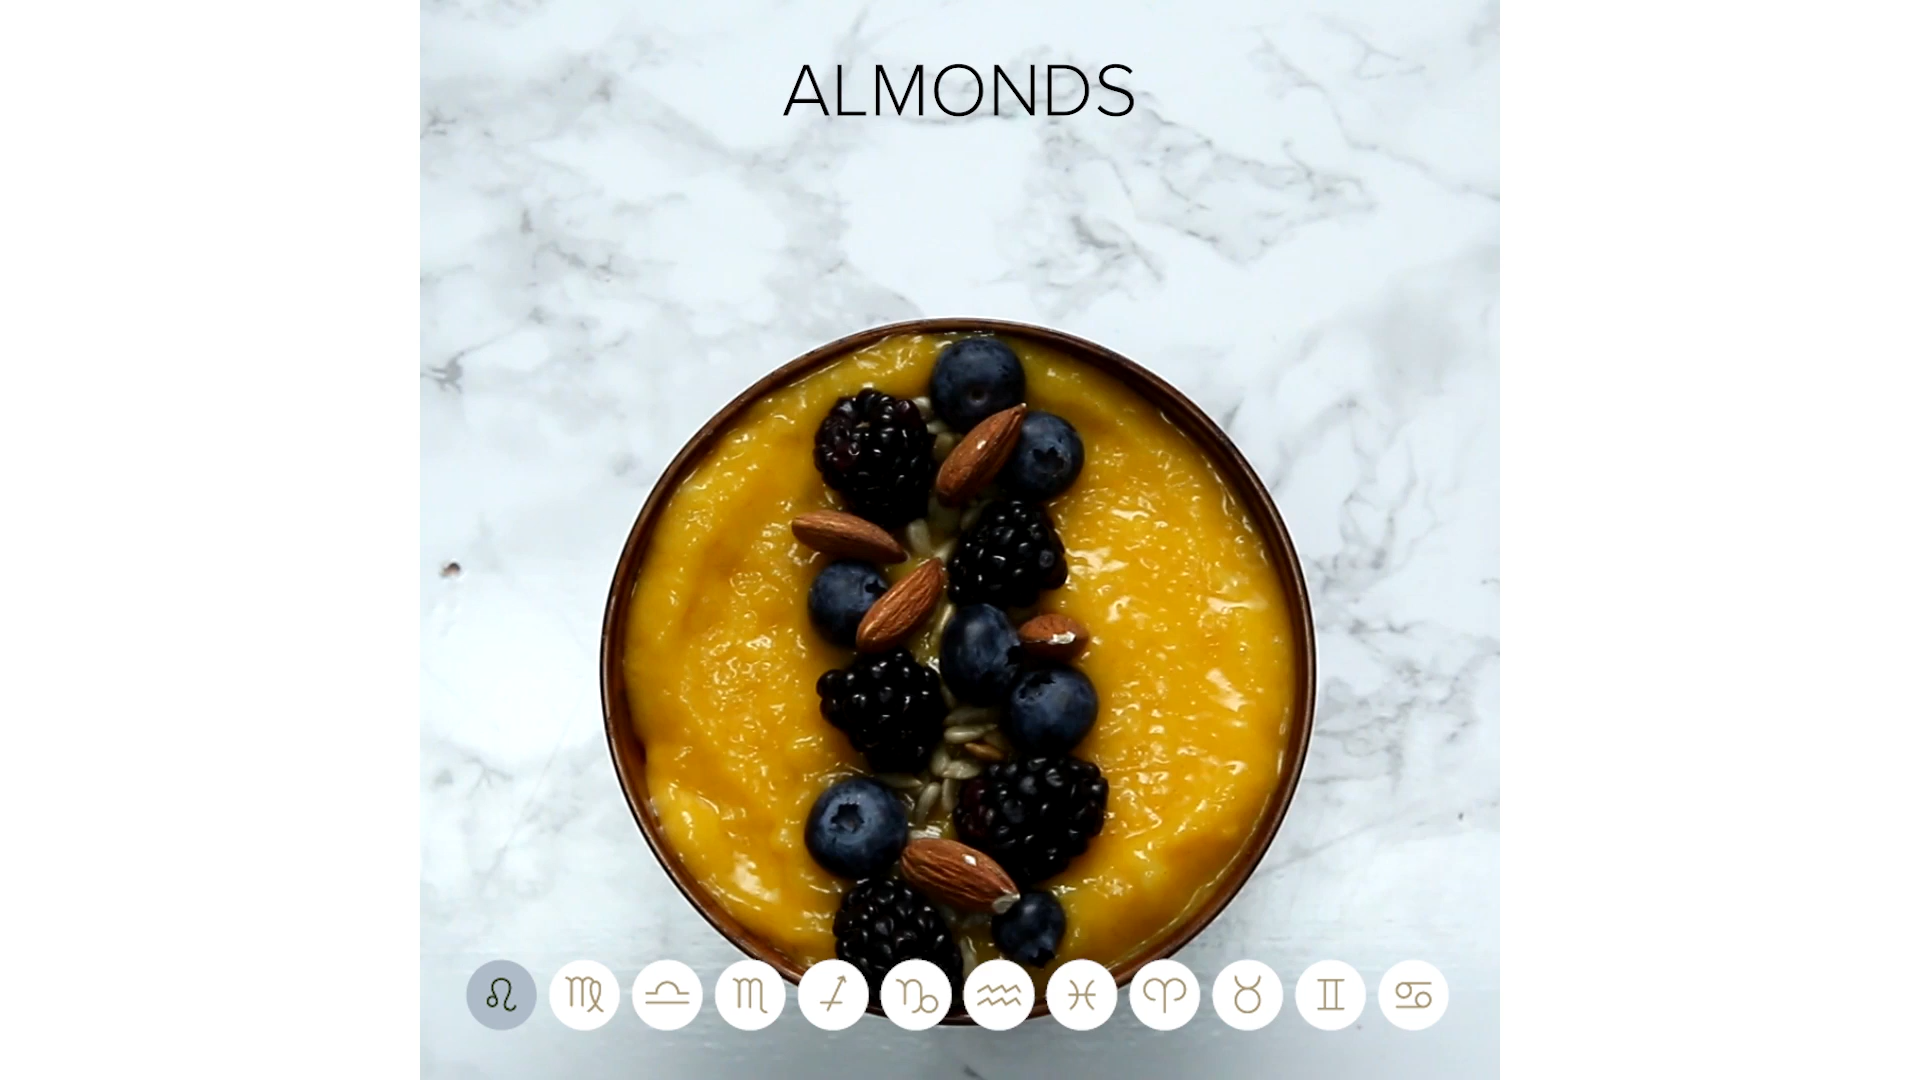 ALMONDS
♌︎ ♍︎ ♎︎ ♏︎ ♐︎ ♑︎ ♒︎ ♓︎ ♈︎ ♉︎ ♊︎ ♋︎